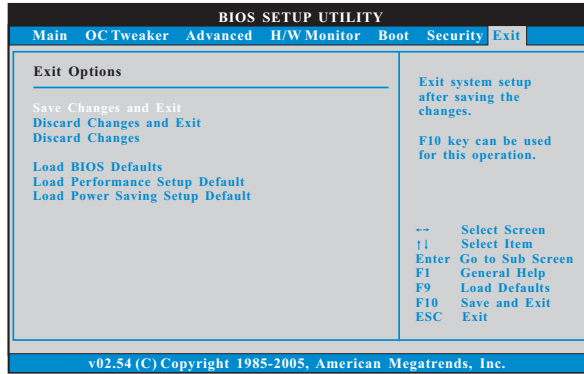 BIOS SETUP UTILITY
Main OC Tweaker Advanced H/W Monitor Boot Security Exit
Exit Options
Save Changes and Exit
Discard Changes and Exit
Discard Changes
Load BIOS Defaults
Load Performance Setup Default
Load Power Saving Setup Default
Exit system setup
after saving the
changes.
F10 key can be used
for this operation.
←→ Select Screen
↑↓ Select Item
Enter Go to Sub Screen
F1 General Help
F9 Load Defaults
F10 Save and Exit
ESC Exit
v02.54 (C) Copyright 1985-2005, American Megatrends, Inc.